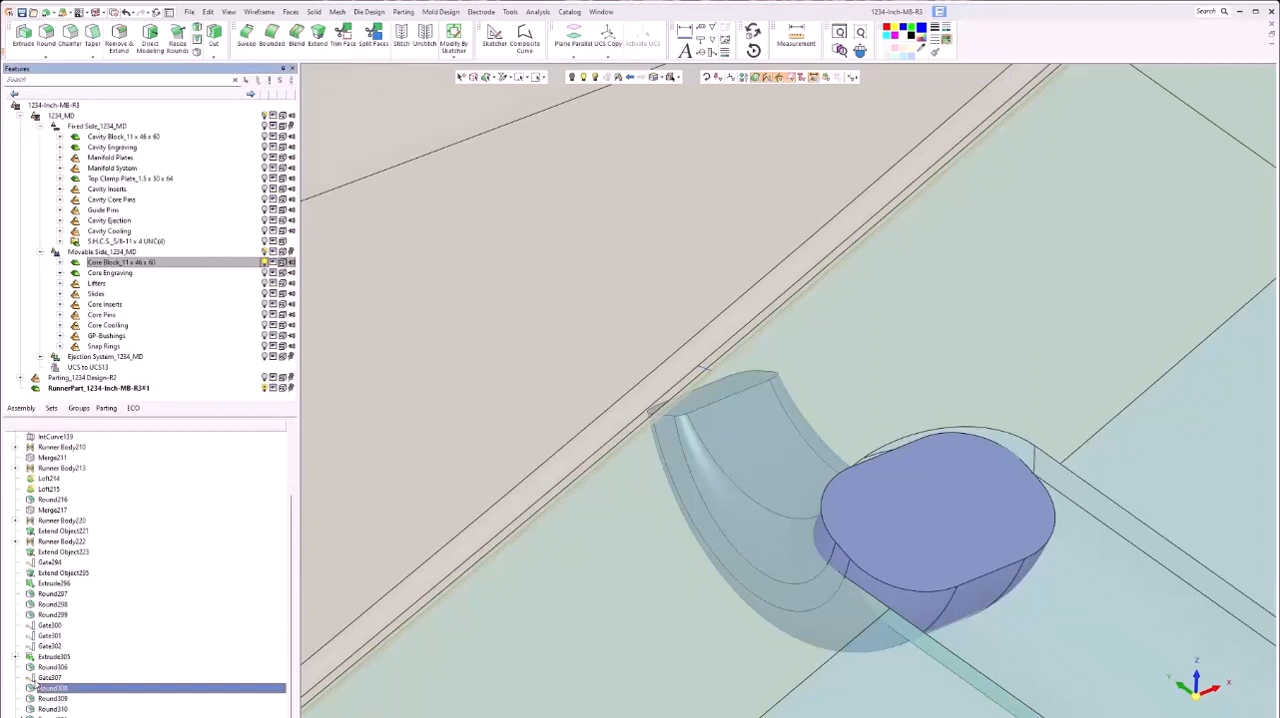 File Edit View Wireframe Faces Solid Mesh Die Design Parting Mold Design Electrode Tools Analysis Catalog Window
1234-Inch-MB-R3
Search
Extrude Round Chamfer Taper Remove & Extend Direct Modeling Resize Rounds Sweep Bounded Blend Extend Trim Face Split Faces Stitch Unstitch Modify By Sketcher Sketcher Composite Curve Plane Parallel UCS Copy Activate UCS Measurement
Features
Search
1234-Inch-MB-R3
1234_MD
Fixed Side_1234_MD
Cavity Block_11 x 46 x 60
Cavity Engraving
Manifold Plates
Manifold System
Top Clamp Plate_1.5 x 50 x 64
Cavity Inserts
Cavity Core Pins
Guide Pins
Cavity Ejection
Cavity Cooling
S.H.C.S._5/8-11 x 4 UNC(4)
Movable Side_1234_MD
Core Block_11 x 46 x 60
Core Engraving
Lifters
Slides
Core Inserts
Core Pins
Core Coolling
GP-Bushings
Snap Rings
Ejection System_1234_MD
UCS to UCS13
Parting_1234 Design-R2
RunnerPart_1234-Inch-MB-R3#1
Assembly Sets Groups Parting ECO
IntCurve139
Runner Body210
Merge211
Runner Body213
Loft214
Loft215
Round216
Merge217
Runner Body220
Extend Object221
Runner Body222
Extend Object223
Gate294
Extend Object295
Extrude296
Round297
Round298
Round299
Gate300
Gate301
Gate302
Extrude305
Round306
Gate307
Round308
Round309
Round310
Z
Y
X